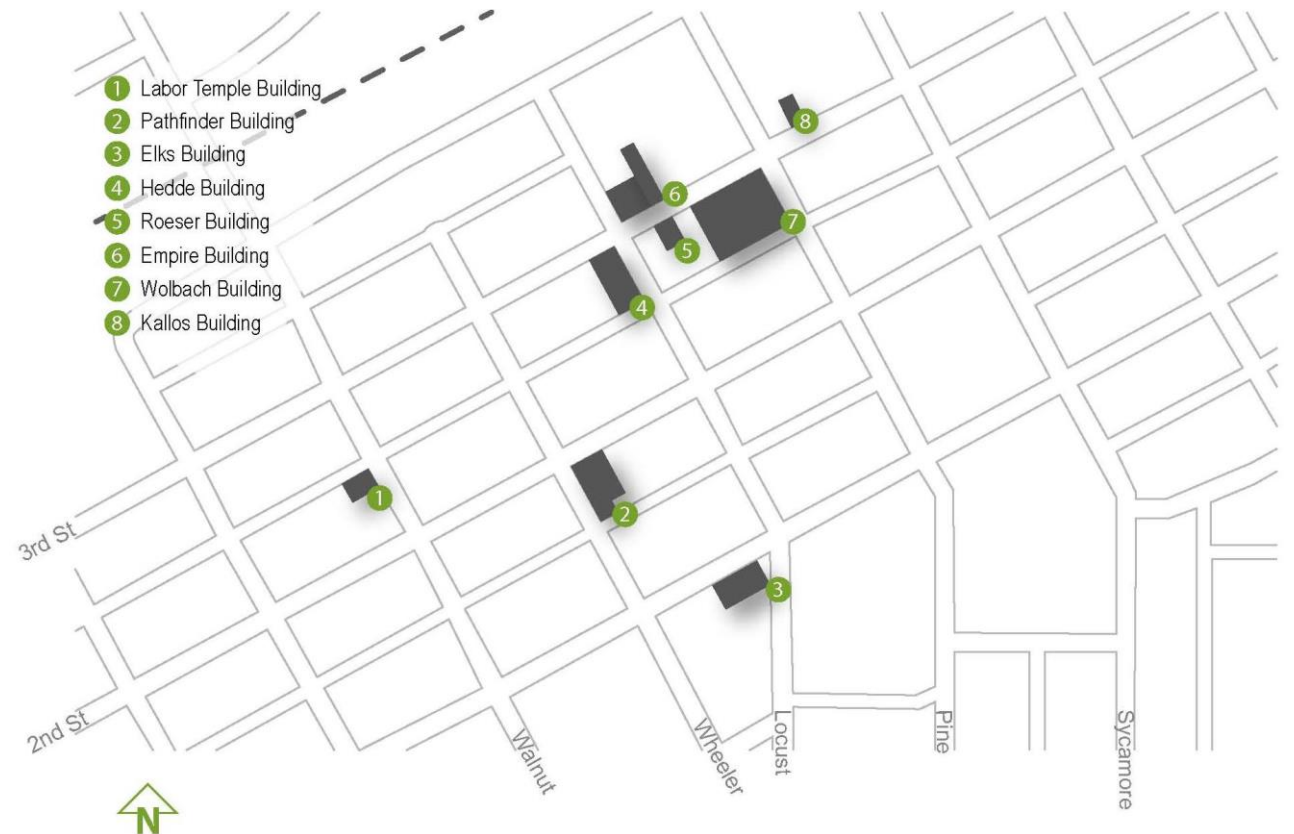 1 Labor Temple Building
2 Pathfinder Building
3 Elks Building
4 Hedde Building
5 Roeser Building
6 Empire Building
7 Wolbach Building
8 Kallos Building
8
6
7
5
4
1
2
3
3rd St
2nd St
Walnut
Wheeler
Locust
Pine
Sycamore
N